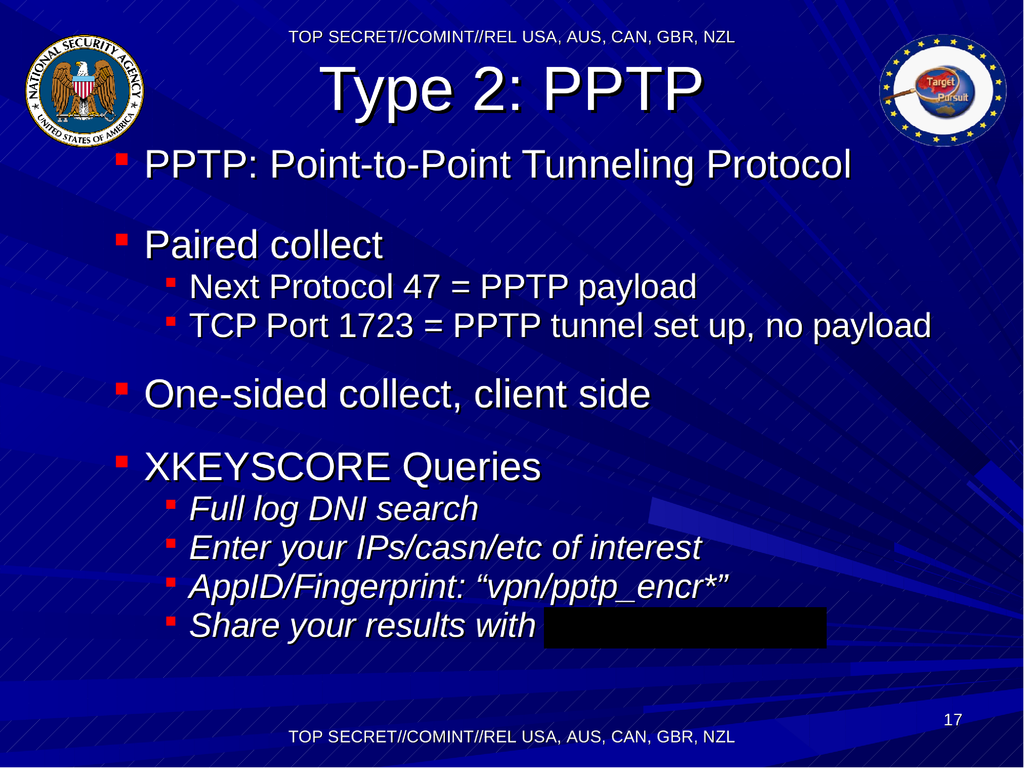 TOP SECRET//COMINT//REL USA, AUS, CAN, GBR, NZL
NATIONAL SECURITY AGENCY
UNITED STATES OF AMERICA
Target
Pursuit
Type 2: PPTP
PPTP: Point-to-Point Tunneling Protocol
Paired collect
Next Protocol 47 = PPTP payload
TCP Port 1723 = PPTP tunnel set up, no payload
One-sided collect, client side
XKEYSCORE Queries
Full log DNI search
Enter your IPs/casn/etc of interest
AppID/Fingerprint: “vpn/pptp_encr*”
Share your results with
17
TOP SECRET//COMINT//REL USA, AUS, CAN, GBR, NZL